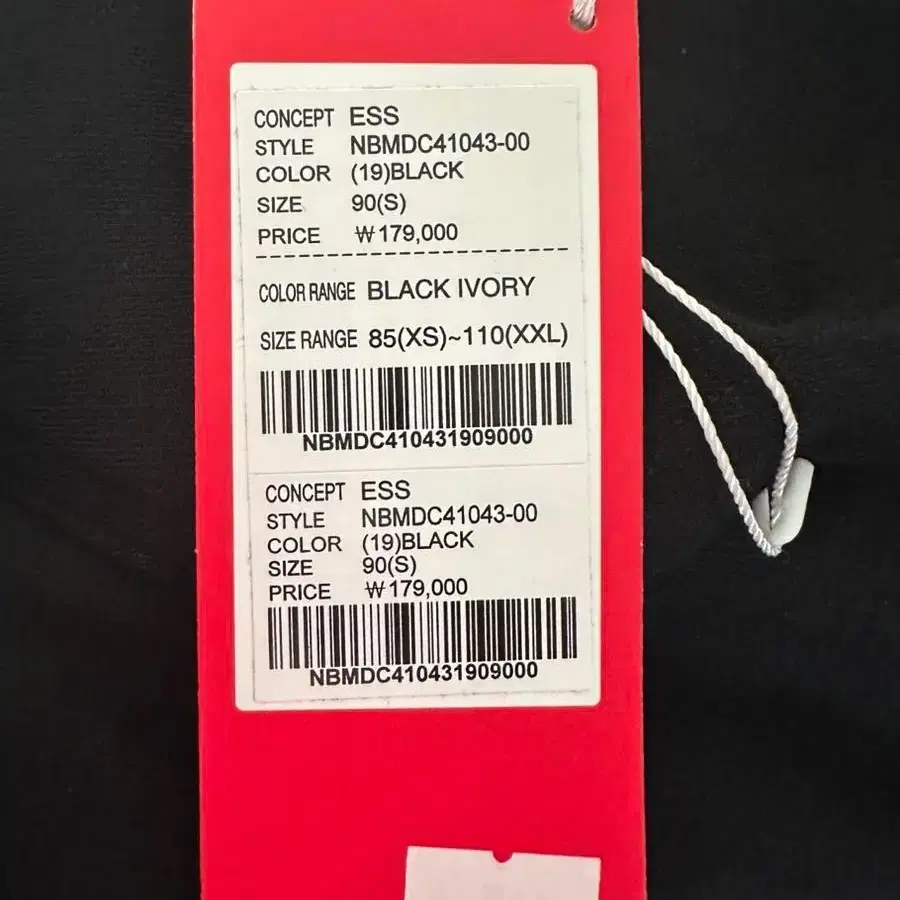 CONCEPT ESS
STYLE NBMDC41043-00
COLOR (19)BLACK
SIZE 90(S)
PRICE ₩179,000
COLOR RANGE BLACK IVORY
SIZE RANGE 85(XS)~110(XXL)
NBMDC410431909000
CONCEPT ESS
STYLE NBMDC41043-00
COLOR (19)BLACK
SIZE 90(S)
PRICE ₩179,000
NBMDC410431909000